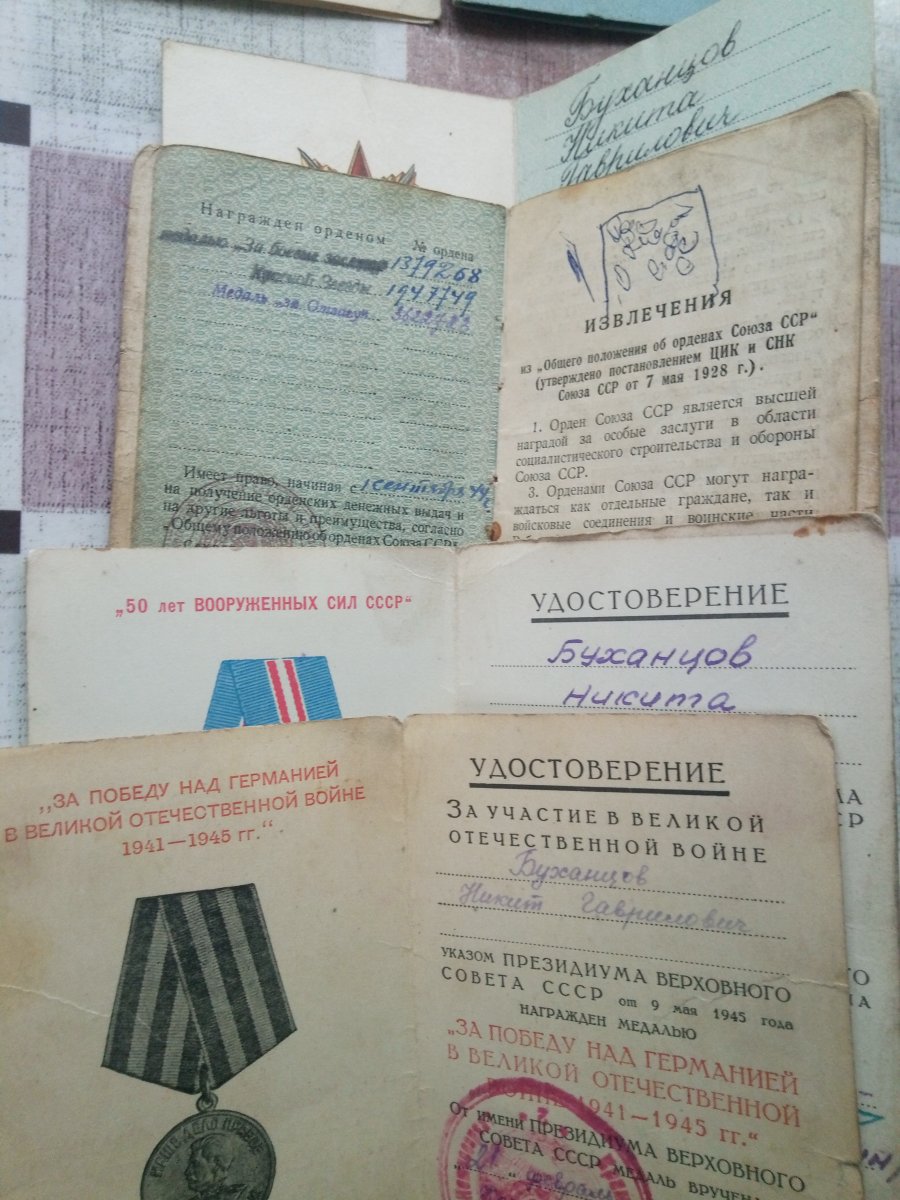 Буханцов
Никита
Гаврилович
Награжден орденом
№ ордена
медалью „За боевые заслуги 1379268
Красной Звезды 1947749
Медаль „За Отвагу"
Имеет право, начиная с 1 сентября 44 г.
на получение орденских денежных выдач и
на другие льготы и преимущества, согласно
„Общему положению об орденах Союза ССР".
ИЗВЛЕЧЕНИЯ
из „Общего положения об орденах Союза ССР"
(утверждено постановлением ЦИК и СНК
Союза ССР от 7 мая 1928 г.).
1. Орден Союза ССР является высшей
наградой за особые заслуги в области
социалистического строительства и обороны
Союза ССР.
3. Орденами Союза ССР могут награ-
ждаться как отдельные граждане, так и
войсковые соединения и воинские части
„50 лет ВООРУЖЕННЫХ СИЛ СССР"
УДОСТОВЕРЕНИЕ
Буханцов
Никита
„ЗА ПОБЕДУ НАД ГЕРМАНИЕЙ
В ВЕЛИКОЙ ОТЕЧЕСТВЕННОЙ ВОЙНЕ
1941—1945 гг."
НАШЕ ДЕЛО ПРАВОЕ
УДОСТОВЕРЕНИЕ
ЗА УЧАСТИЕ В ВЕЛИКОЙ
ОТЕЧЕСТВЕННОЙ ВОЙНЕ
Буханцов
Никит Гаврилович
УКАЗОМ ПРЕЗИДИУМА ВЕРХОВНОГО
СОВЕТА СССР от 9 мая 1945 года
НАГРАЖДЕН МЕДАЛЬЮ
„ЗА ПОБЕДУ НАД ГЕРМАНИЕЙ
В ВЕЛИКОЙ ОТЕЧЕСТВЕННОЙ
ВОЙНЕ 1941—1945 гг."
От имени ПРЕЗИДИУМА ВЕРХОВНОГО
СОВЕТА СССР МЕДАЛЬ ВРУЧЕНА
„21" февраль